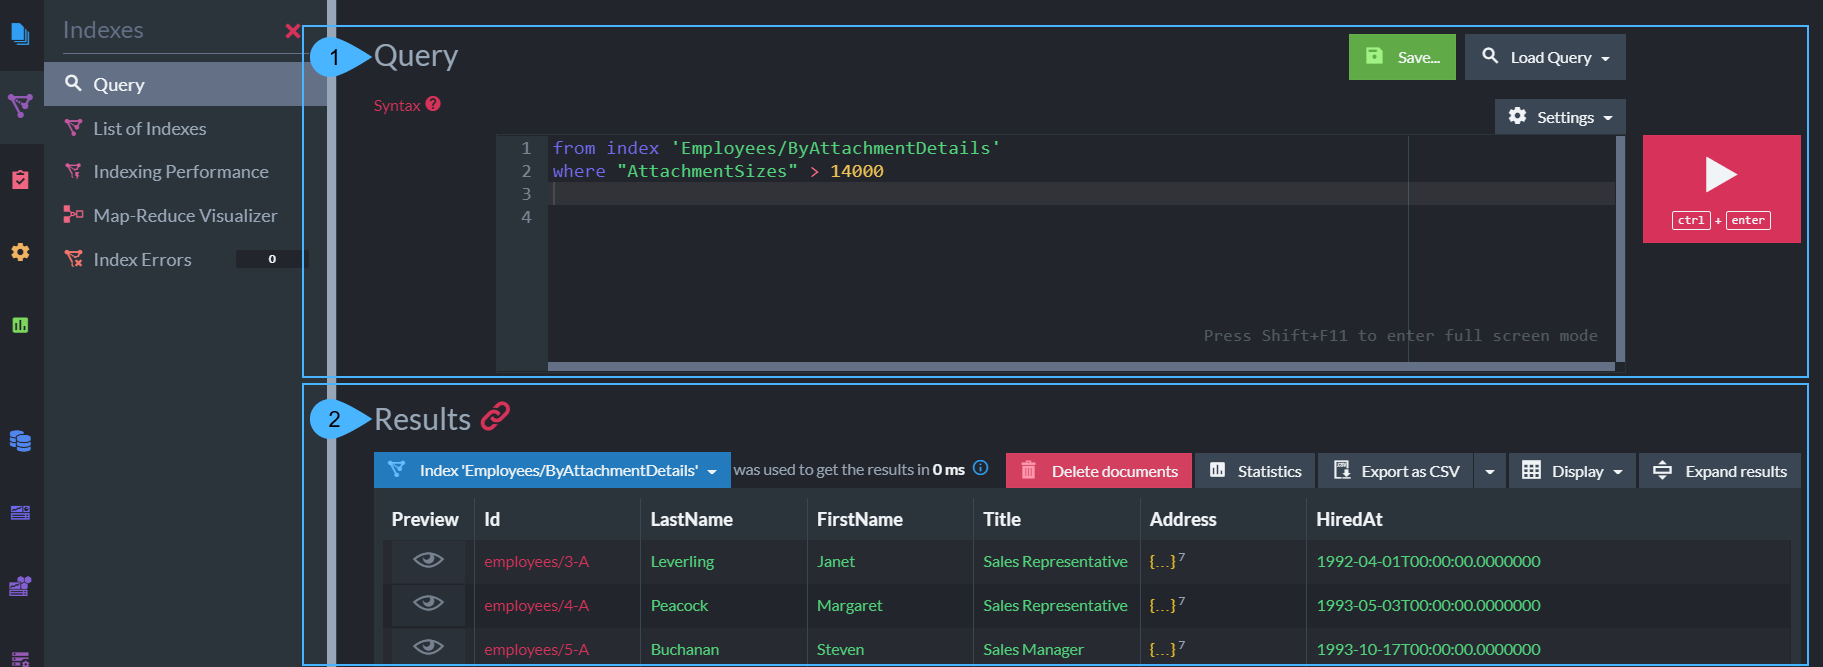 Indexes
Query
List of Indexes
Indexing Performance
Map-Reduce Visualizer
Index Errors 0
1 Query
Save... Load Query
Syntax ?
Settings
1 from index 'Employees/ByAttachmentDetails'
2 where "AttachmentSizes" > 14000
3
4
Press Shift+F11 to enter full screen mode
ctrl + enter
2 Results
Index 'Employees/ByAttachmentDetails' was used to get the results in 0 ms Delete documents Statistics Export as CSV Display Expand results
Preview Id LastName FirstName Title Address HiredAt
employees/3-A Leverling Janet Sales Representative {...} 7 1992-04-01T00:00:00.0000000
employees/4-A Peacock Margaret Sales Representative {...} 7 1993-05-03T00:00:00.0000000
employees/5-A Buchanan Steven Sales Manager {...} 7 1993-10-17T00:00:00.0000000